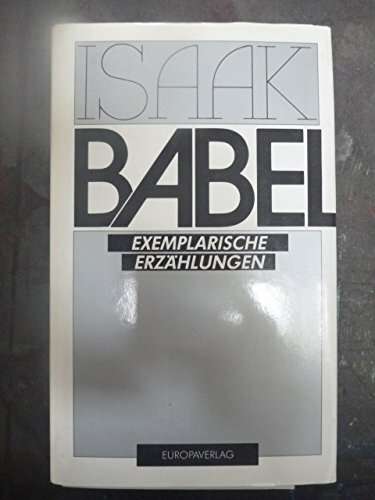 ISAAK
BABEL
EXEMPLARISCHE
ERZÄHLUNGEN
EUROPAVERLAG